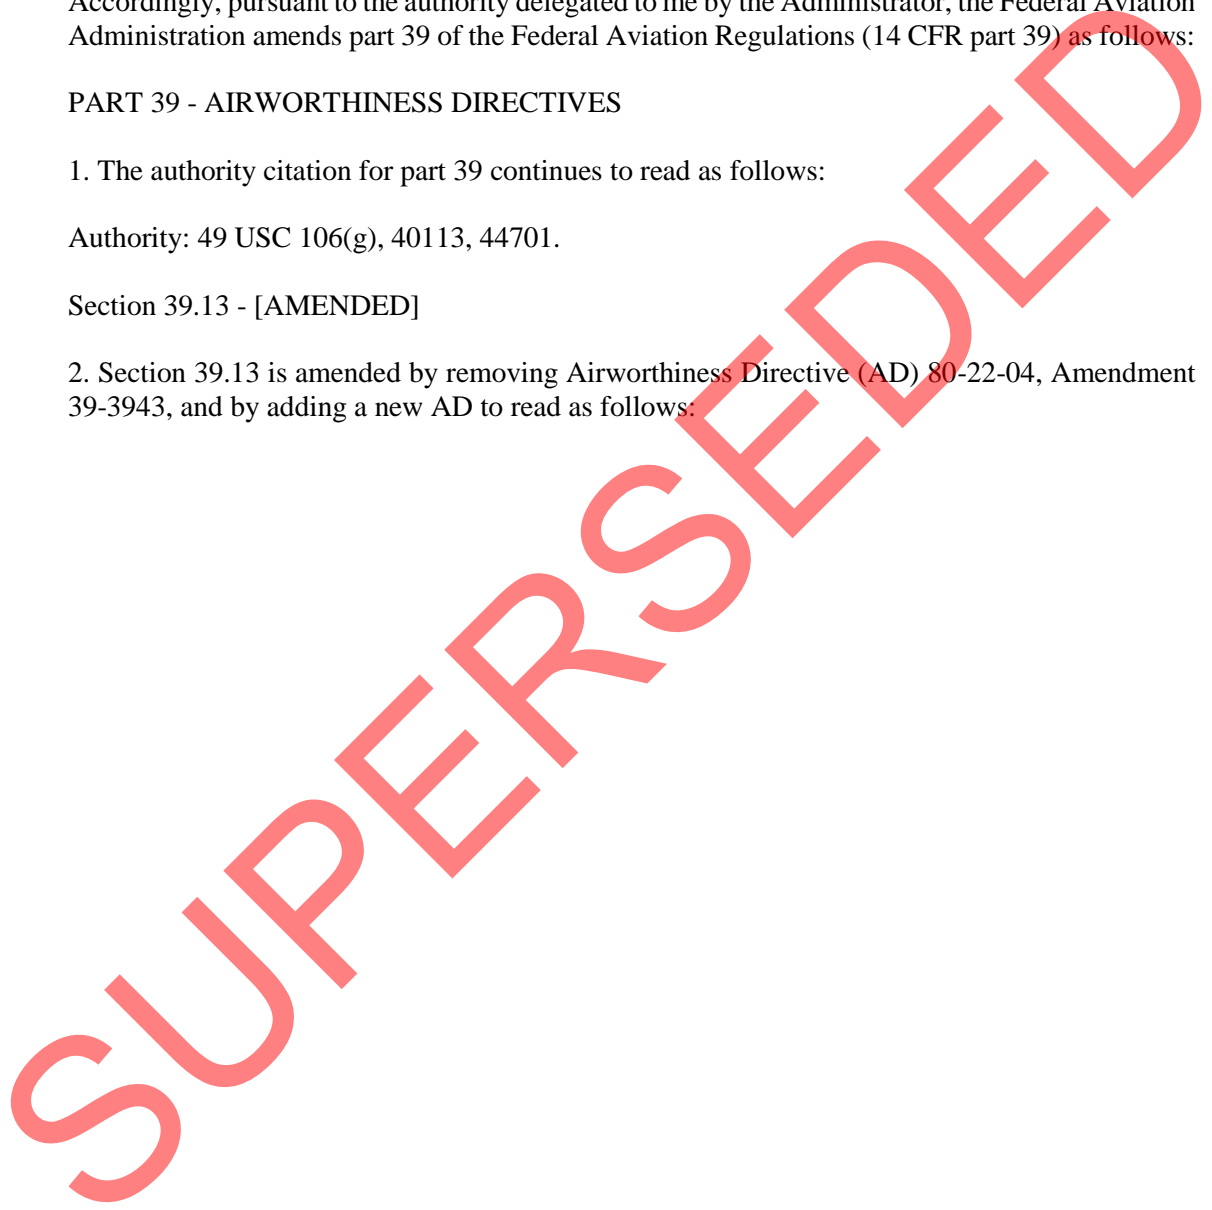 Accordingly, pursuant to the authority delegated to me by the Administrator, the Federal Aviation
Administration amends part 39 of the Federal Aviation Regulations (14 CFR part 39) as follows:
PART 39 - AIRWORTHINESS DIRECTIVES
1. The authority citation for part 39 continues to read as follows:
Authority: 49 USC 106(g), 40113, 44701.
Section 39.13 - [AMENDED]
2. Section 39.13 is amended by removing Airworthiness Directive (AD) 80-22-04, Amendment
39-3943, and by adding a new AD to read as follows:
SUPERSEDED